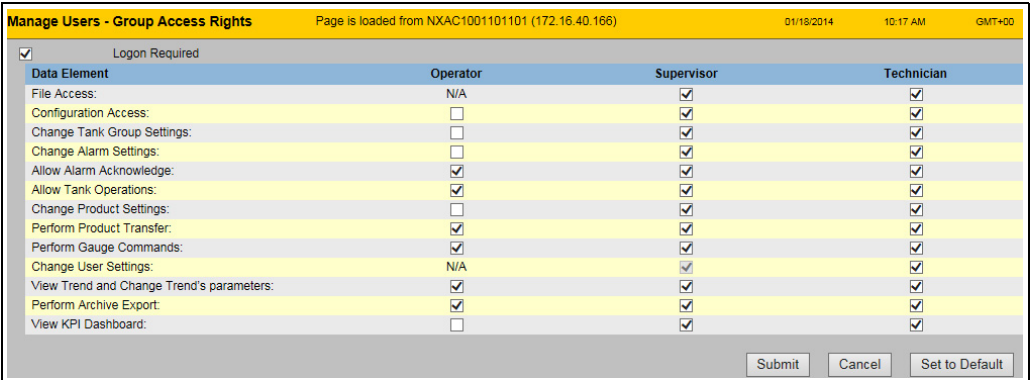 Manage Users - Group Access Rights Page is loaded from NXAC1001101101 (172.16.40.166) 01/18/2014 10:17 AM GMT+00
Logon Required
Data Element Operator Supervisor Technician
File Access: N/A
Configuration Access:
Change Tank Group Settings:
Change Alarm Settings:
Allow Alarm Acknowledge:
Allow Tank Operations:
Change Product Settings:
Perform Product Transfer:
Perform Gauge Commands:
Change User Settings: N/A
View Trend and Change Trend's parameters:
Perform Archive Export:
View KPI Dashboard:
Submit Cancel Set to Default